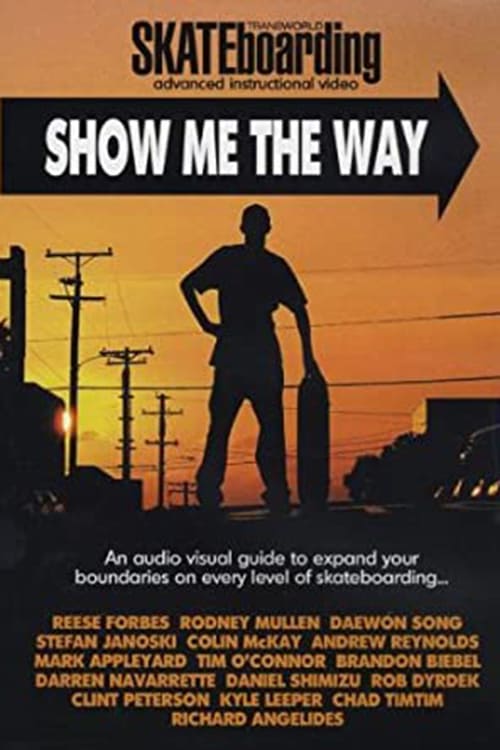 TRANSWORLD
SKATEboarding
advanced instructional video
SHOW ME THE WAY
An audio visual guide to expand your
boundaries on every level of skateboarding...
REESE FORBES RODNEY MULLEN DAEWON SONG
STEFAN JANOSKI COLIN McKAY ANDREW REYNOLDS
MARK APPLEYARD TIM O'CONNOR BRANDON BIEBEL
DARREN NAVARRETTE DANIEL SHIMIZU ROB DYRDEK
CLINT PETERSON KYLE LEEPER CHAD TIMTIM
RICHARD ANGELIDES